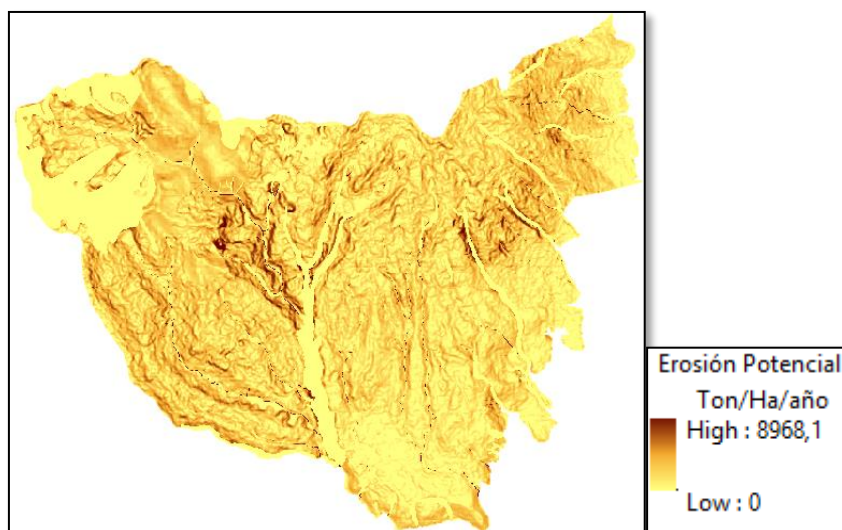 Erosión Potencial
Ton/Ha/año
High : 8968,1
Low : 0